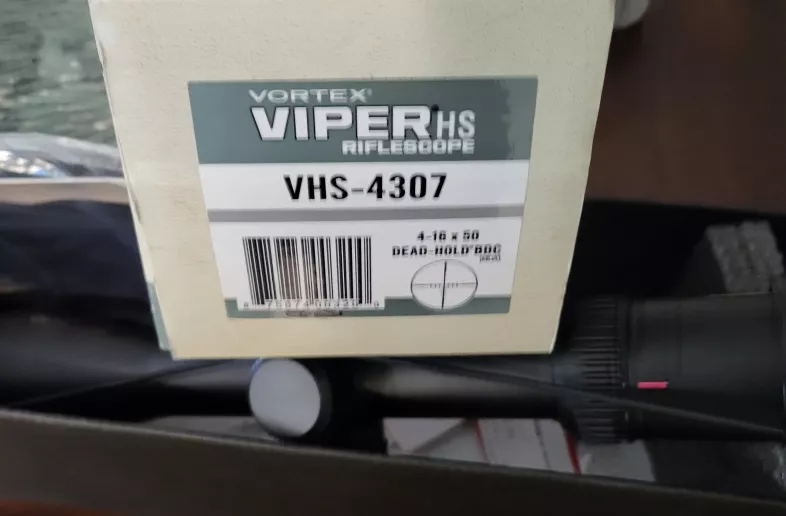 VORTEX®
VIPER HS
RIFLESCOPE
VHS-4307
4-16 x 50
DEAD-HOLD® BDC